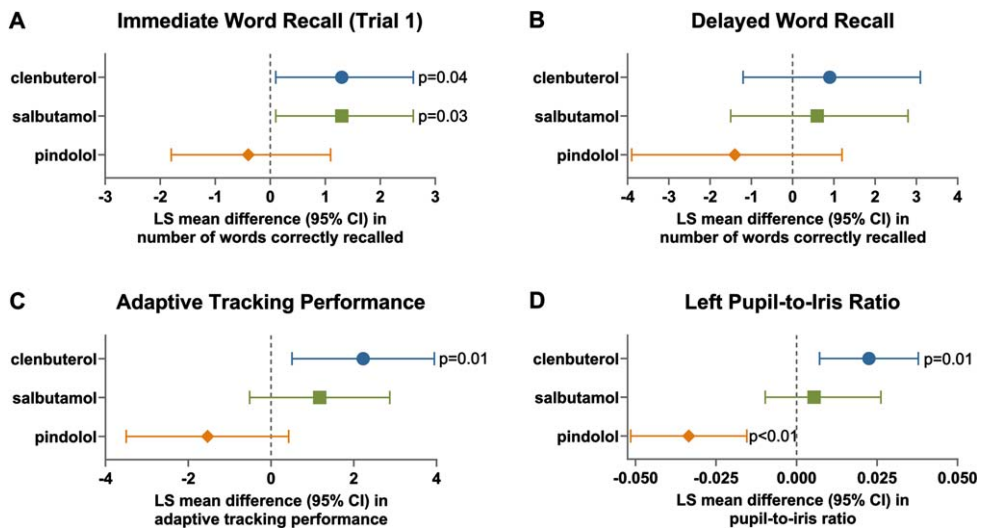 A Immediate Word Recall (Trial 1)
clenbuterol p=0.04
salbutamol p=0.03
pindolol
-3 -2 -1 0 1 2 3
LS mean difference (95% CI) in
number of words correctly recalled
B Delayed Word Recall
clenbuterol
salbutamol
pindolol
-4 -3 -2 -1 0 1 2 3 4
LS mean difference (95% CI) in
number of words correctly recalled
C Adaptive Tracking Performance
clenbuterol p=0.01
salbutamol
pindolol
-4 -2 0 2 4
LS mean difference (95% CI) in
adaptive tracking performance
D Left Pupil-to-Iris Ratio
clenbuterol p=0.01
salbutamol
pindolol p<0.01
-0.050 -0.025 0.000 0.025 0.050
LS mean difference (95% CI) in
pupil-to-iris ratio